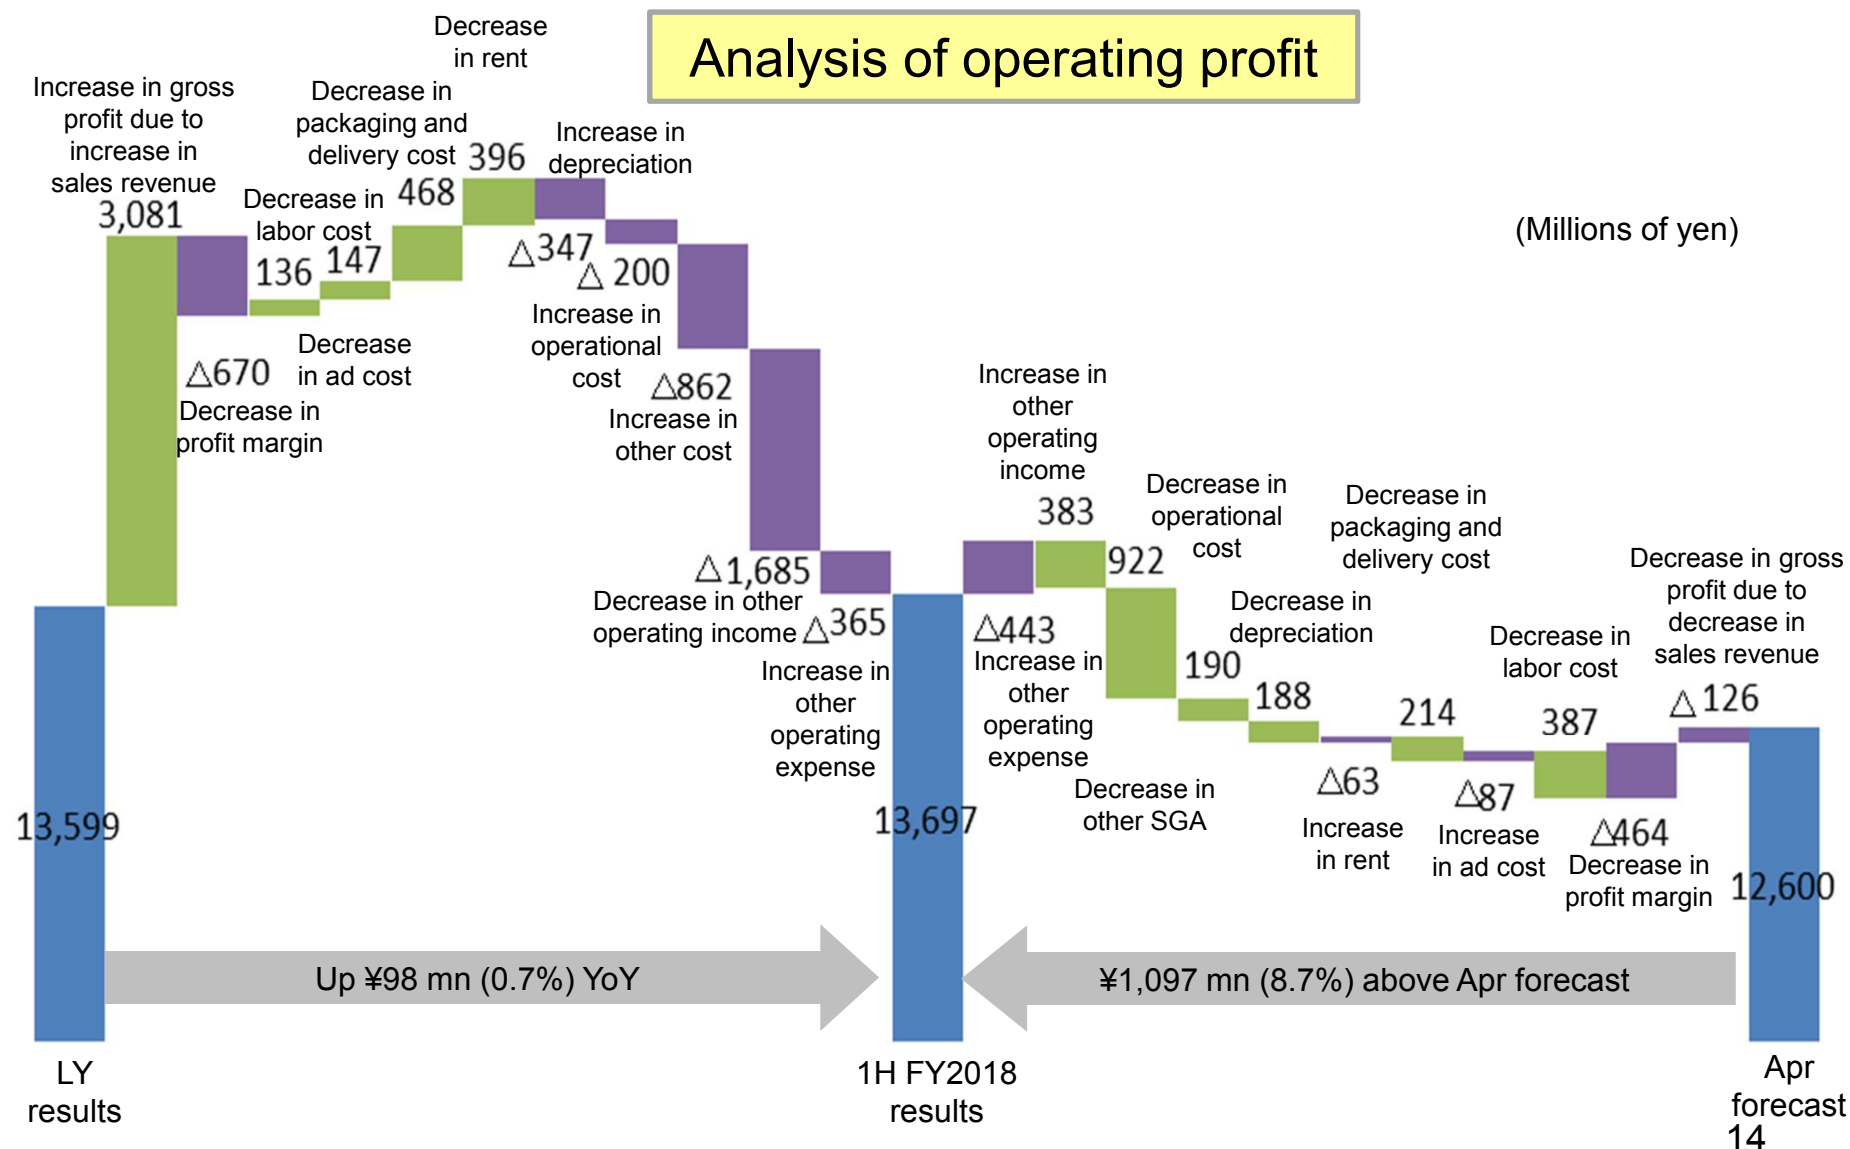 Analysis of operating profit
(Millions of yen)
Increase in gross
profit due to
increase in
sales revenue
3,081
△670
Decrease in
profit margin
Decrease in
labor cost
136
147
Decrease
in ad cost
Decrease in
packaging and
delivery cost
468
Decrease
in rent
396
Increase in
depreciation
△347
△ 200
Increase in
operational
cost
△862
Increase in
other cost
△1,685
Decrease in other
operating income
△365
Increase in
other
operating
expense
13,599
13,697
△443
Increase in
other
operating
expense
Increase in
other
operating
income
383
922
Decrease in
operational
cost
Decrease in
other SGA
190
188
Decrease in
depreciation
△63
Increase
in rent
Decrease in
packaging and
delivery cost
214
△87
Increase
in ad cost
Decrease in
labor cost
387
△464
Decrease in
profit margin
Decrease in gross
profit due to
decrease in
sales revenue
△ 126
12,600
Up ¥98 mn (0.7%) YoY
¥1,097 mn (8.7%) above Apr forecast
LY
results
1H FY2018
results
Apr
forecast
14